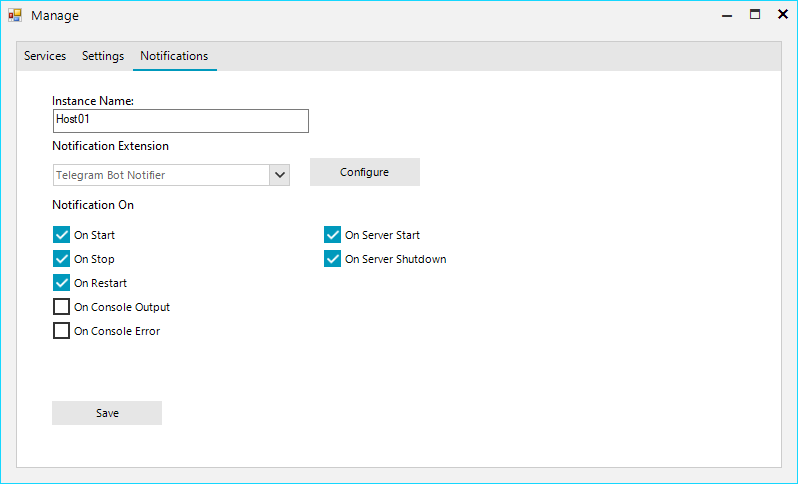 Manage
Services Settings Notifications
Instance Name:
Host01
Notification Extension
Telegram Bot Notifier
Configure
Notification On
On Start
On Server Start
On Stop
On Server Shutdown
On Restart
On Console Output
On Console Error
Save